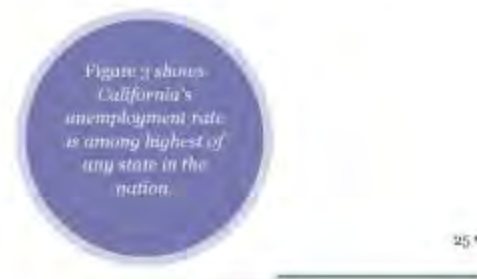 Figure 3 shows
California's
unemployment rate
is among highest of
any state in the
nation.
25